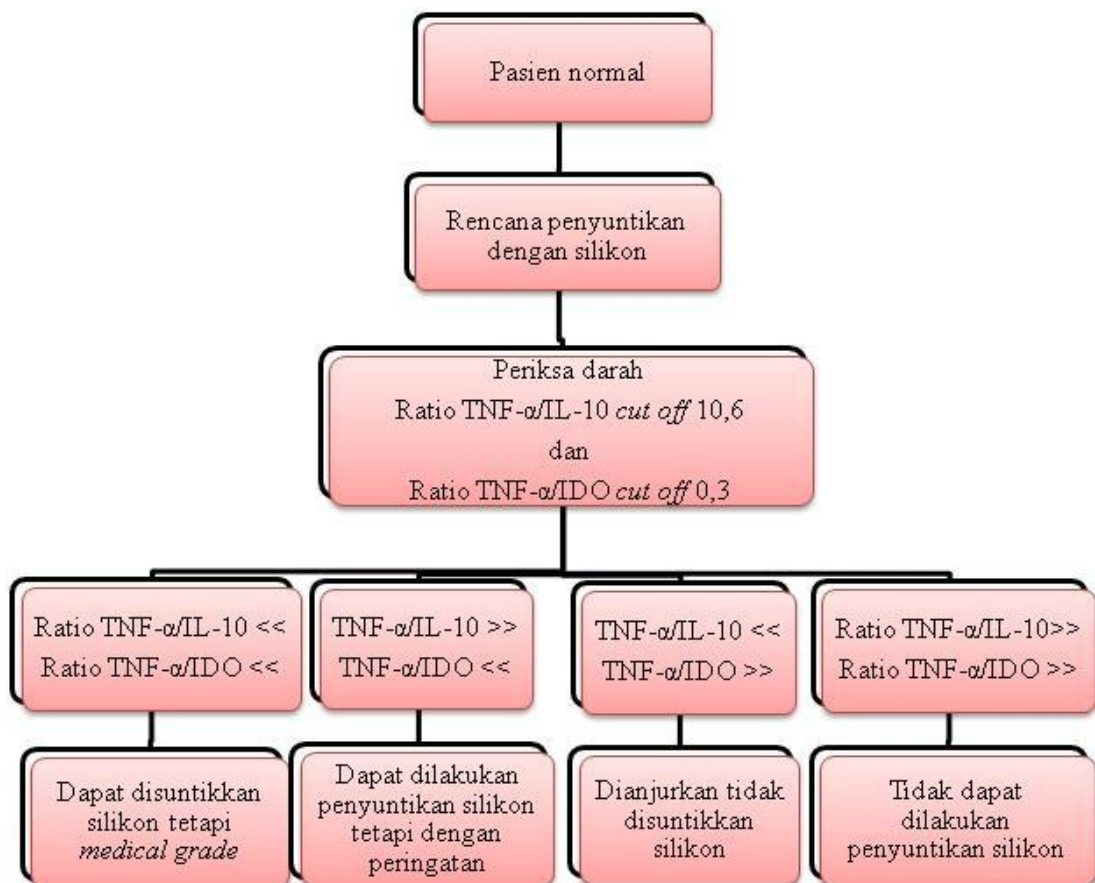 Pasien normal
Rencana penyuntikan
dengan silikon
Periksa darah
Ratio TNF-α/IL-10 cut off 10,6
dan
Ratio TNF-α/IDO cut off 0,3
Ratio TNF-α/IL-10 <<
Ratio TNF-α/IDO <<
TNF-α/IL-10 >>
TNF-α/IDO <<
TNF-α/IL-10 <<
TNF-α/IDO >>
Ratio TNF-α/IL-10>>
Ratio TNF-α/IDO >>
Dapat disuntikkan
silikon tetapi
medical grade
Dapat dilakukan
penyuntikan silikon
tetapi dengan
peringatan
Dianjurkan tidak
disuntikkan
silikon
Tidak dapat
dilakukan
penyuntikan silikon